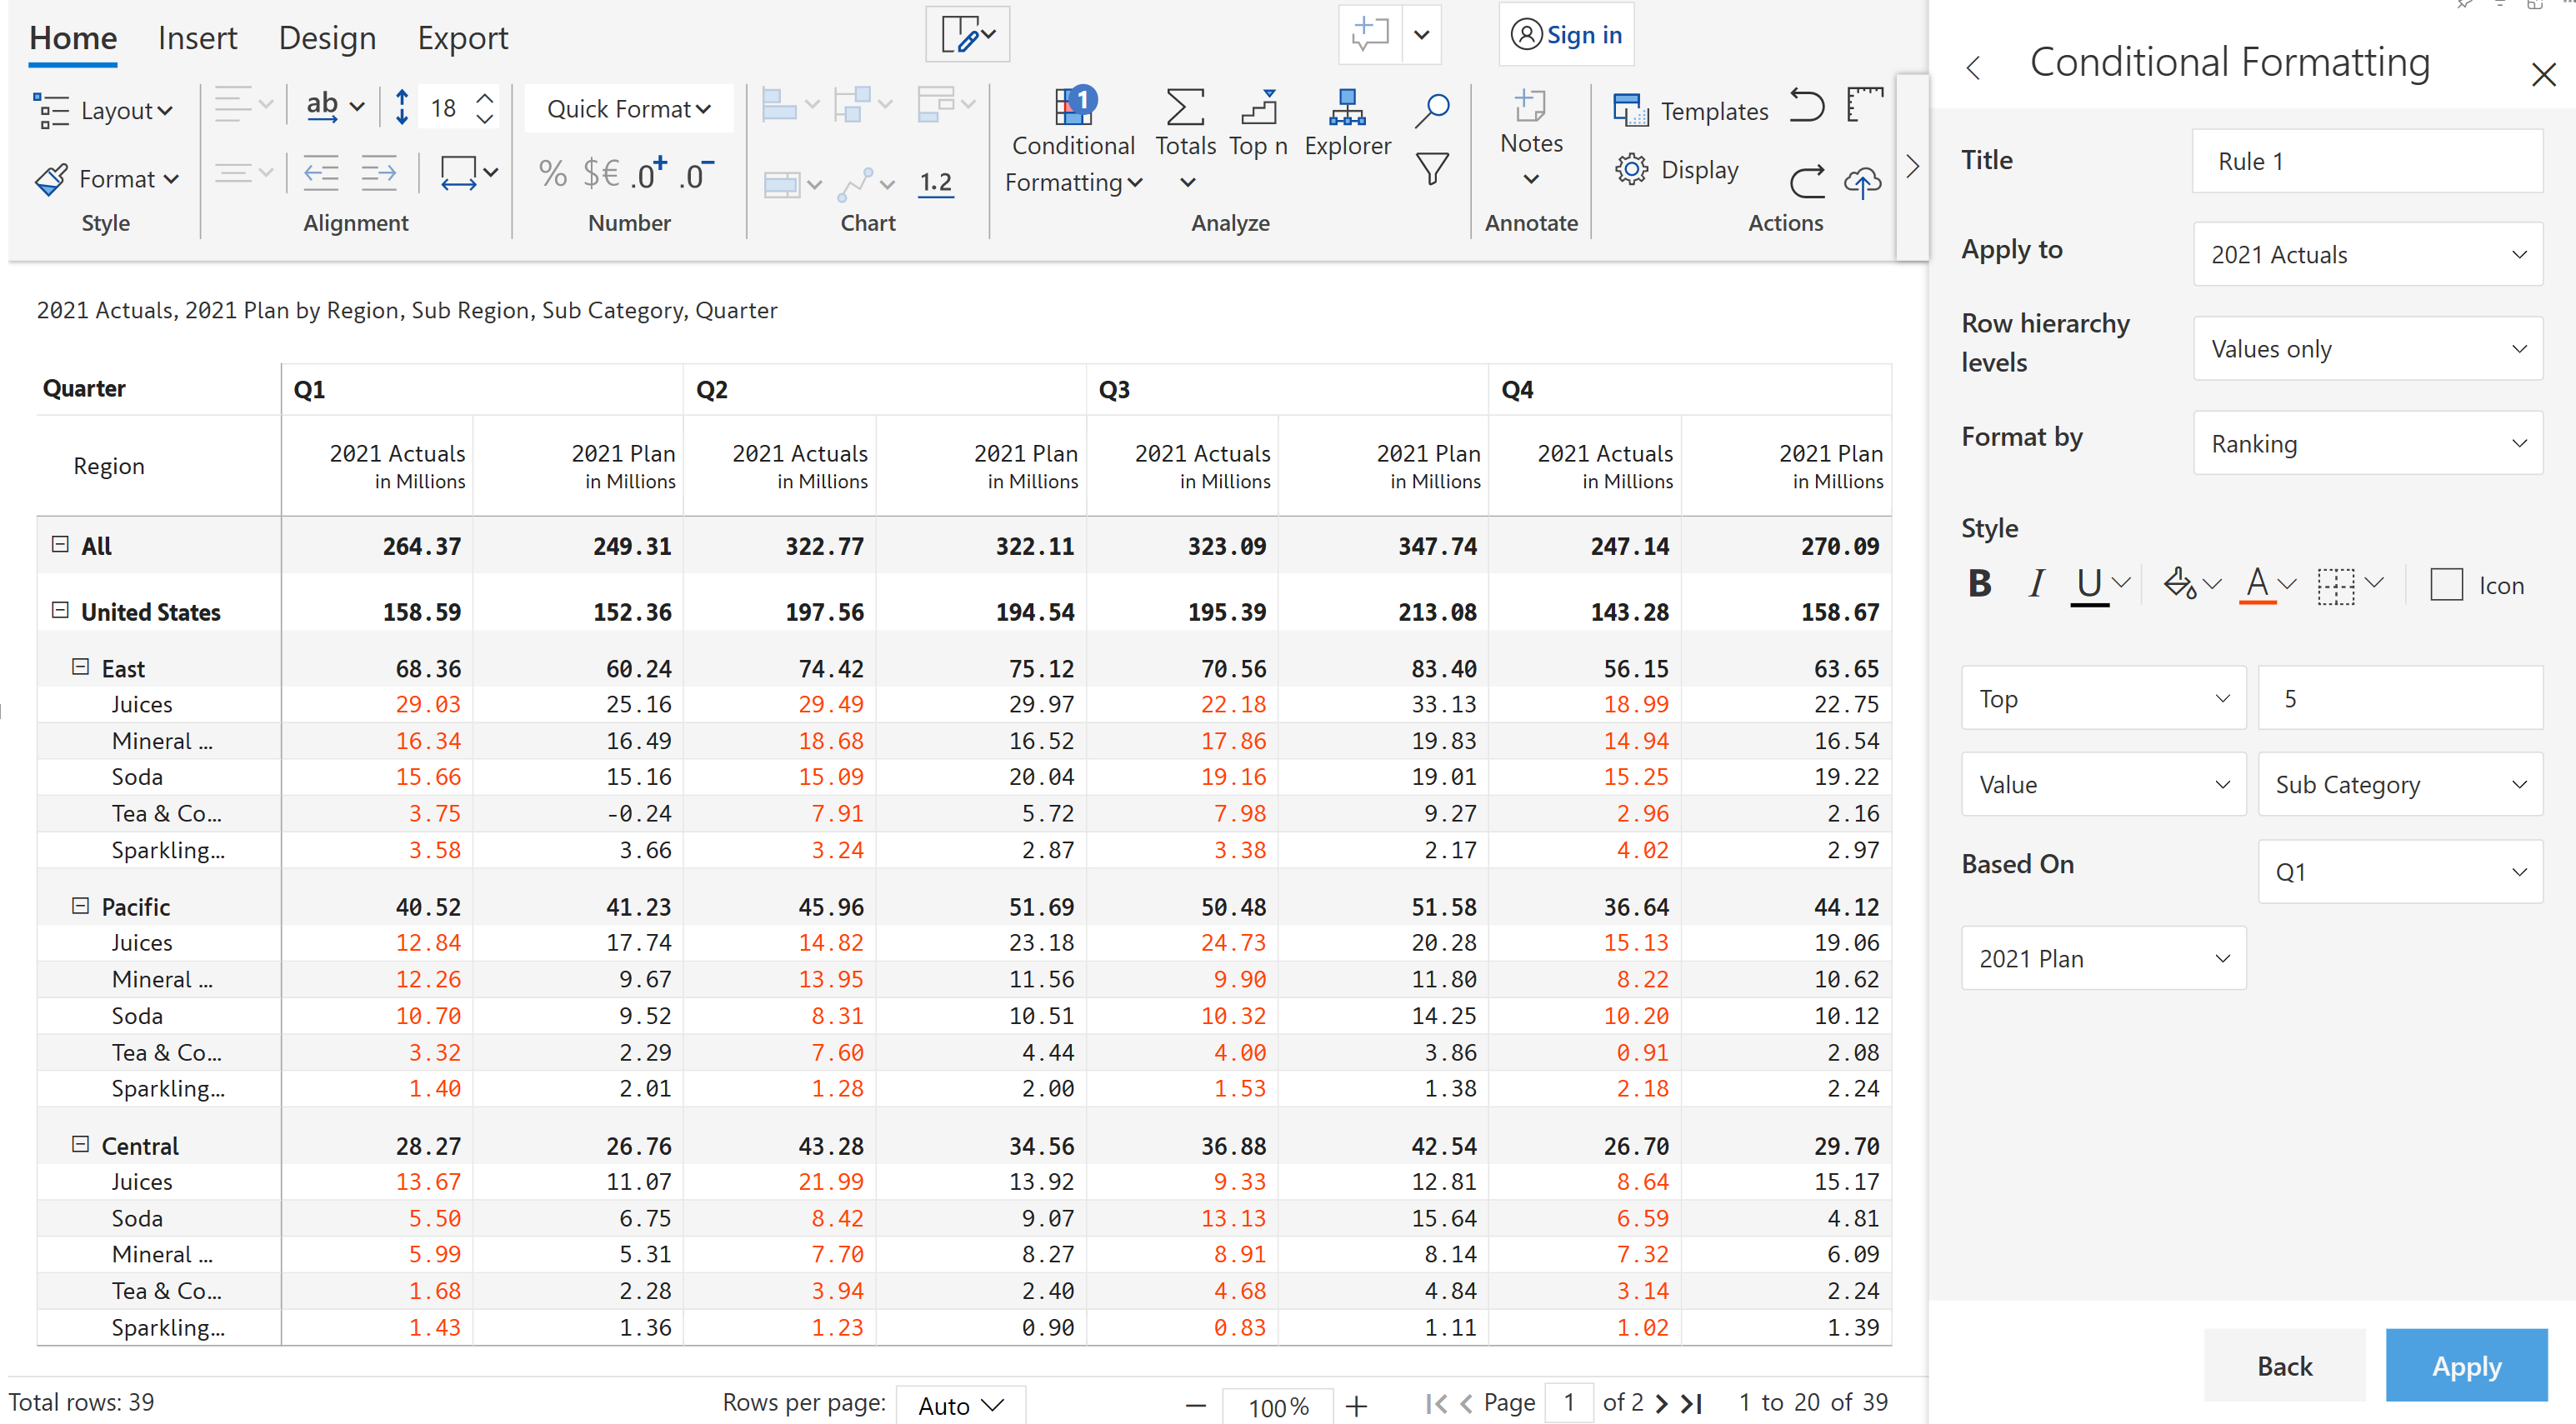 Home Insert Design Export Sign in
Layout ab 18 Quick Format Conditional Formatting 1 Totals Top n Explorer Notes Templates
Format % $€ .0+ .0- 1.2 Display
Style Alignment Number Chart Analyze Annotate Actions
2021 Actuals, 2021 Plan by Region, Sub Region, Sub Category, Quarter
Quarter Q1 Q2 Q3 Q4
Region 2021 Actuals in Millions 2021 Plan in Millions 2021 Actuals in Millions 2021 Plan in Millions 2021 Actuals in Millions 2021 Plan in Millions 2021 Actuals in Millions 2021 Plan in Millions
All 264.37 249.31 322.77 322.11 323.09 347.74 247.14 270.09
United States 158.59 152.36 197.56 194.54 195.39 213.08 143.28 158.67
East 68.36 60.24 74.42 75.12 70.56 83.40 56.15 63.65
Juices 29.03 25.16 29.49 29.97 22.18 33.13 18.99 22.75
Mineral ... 16.34 16.49 18.68 16.52 17.86 19.83 14.94 16.54
Soda 15.66 15.16 15.09 20.04 19.16 19.01 15.25 19.22
Tea & Co... 3.75 -0.24 7.91 5.72 7.98 9.27 2.96 2.16
Sparkling... 3.58 3.66 3.24 2.87 3.38 2.17 4.02 2.97
Pacific 40.52 41.23 45.96 51.69 50.48 51.58 36.64 44.12
Juices 12.84 17.74 14.82 23.18 24.73 20.28 15.13 19.06
Mineral ... 12.26 9.67 13.95 11.56 9.90 11.80 8.22 10.62
Soda 10.70 9.52 8.31 10.51 10.32 14.25 10.20 10.12
Tea & Co... 3.32 2.29 7.60 4.44 4.00 3.86 0.91 2.08
Sparkling... 1.40 2.01 1.28 2.00 1.53 1.38 2.18 2.24
Central 28.27 26.76 43.28 34.56 36.88 42.54 26.70 29.70
Juices 13.67 11.07 21.99 13.92 9.33 12.81 8.64 15.17
Soda 5.50 6.75 8.42 9.07 13.13 15.64 6.59 4.81
Mineral ... 5.99 5.31 7.70 8.27 8.91 8.14 7.32 6.09
Tea & Co... 1.68 2.28 3.94 2.40 4.68 4.84 3.14 2.24
Sparkling... 1.43 1.36 1.23 0.90 0.83 1.11 1.02 1.39
Total rows: 39 Rows per page: Auto 100% Page 1 of 2 1 to 20 of 39
Conditional Formatting
Title Rule 1
Apply to 2021 Actuals
Row hierarchy levels Values only
Format by Ranking
Style
B I U A Icon
Top 5
Value Sub Category
Based On Q1
2021 Plan
Back Apply